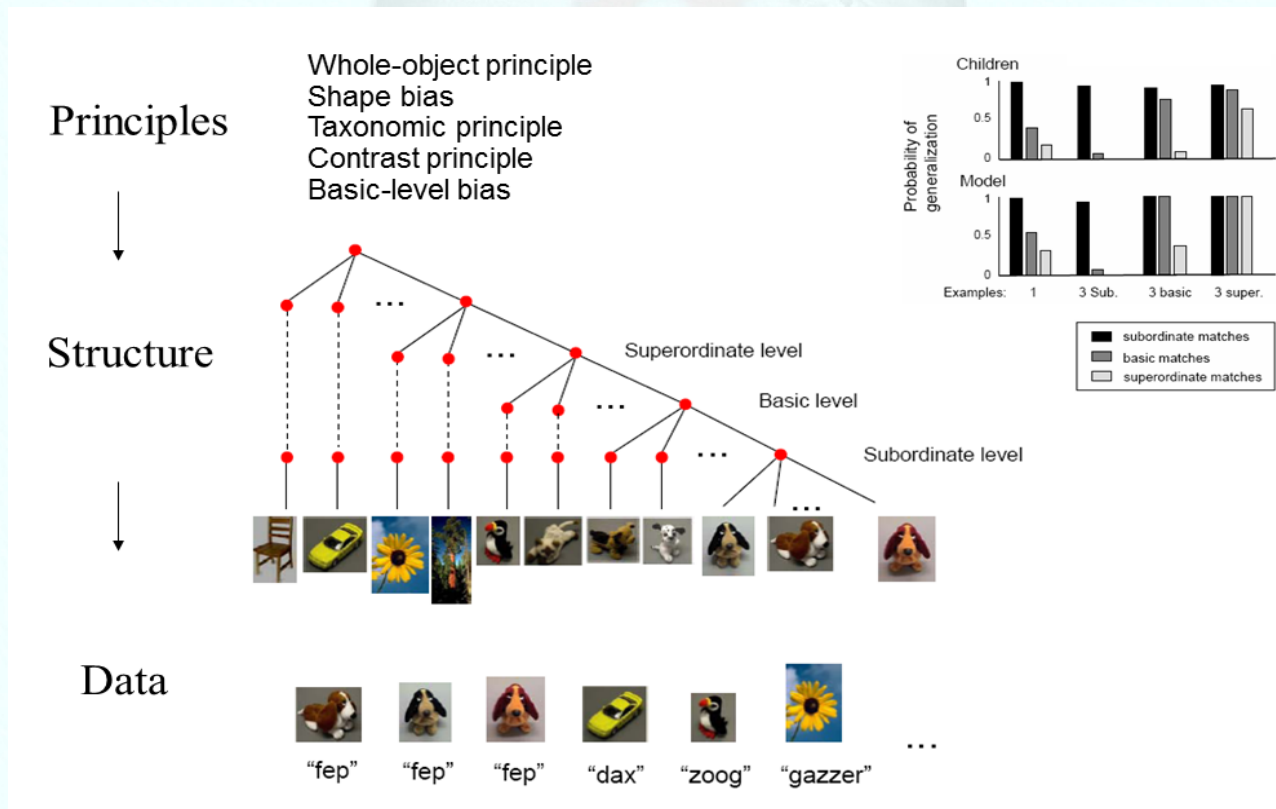 Principles
Whole-object principle
Shape bias
Taxonomic principle
Contrast principle
Basic-level bias
Structure
...
...
Superordinate level
...
Basic level
...
Subordinate level
...
Data
...
“fep”
“fep”
“fep”
“dax”
“zoog”
“gazzer”
Probability of
generalization
Children
1
0.5
0
Model
1
0.5
0
Examples: 1 3 Sub. 3 basic 3 super.
subordinate matches
basic matches
superordinate matches